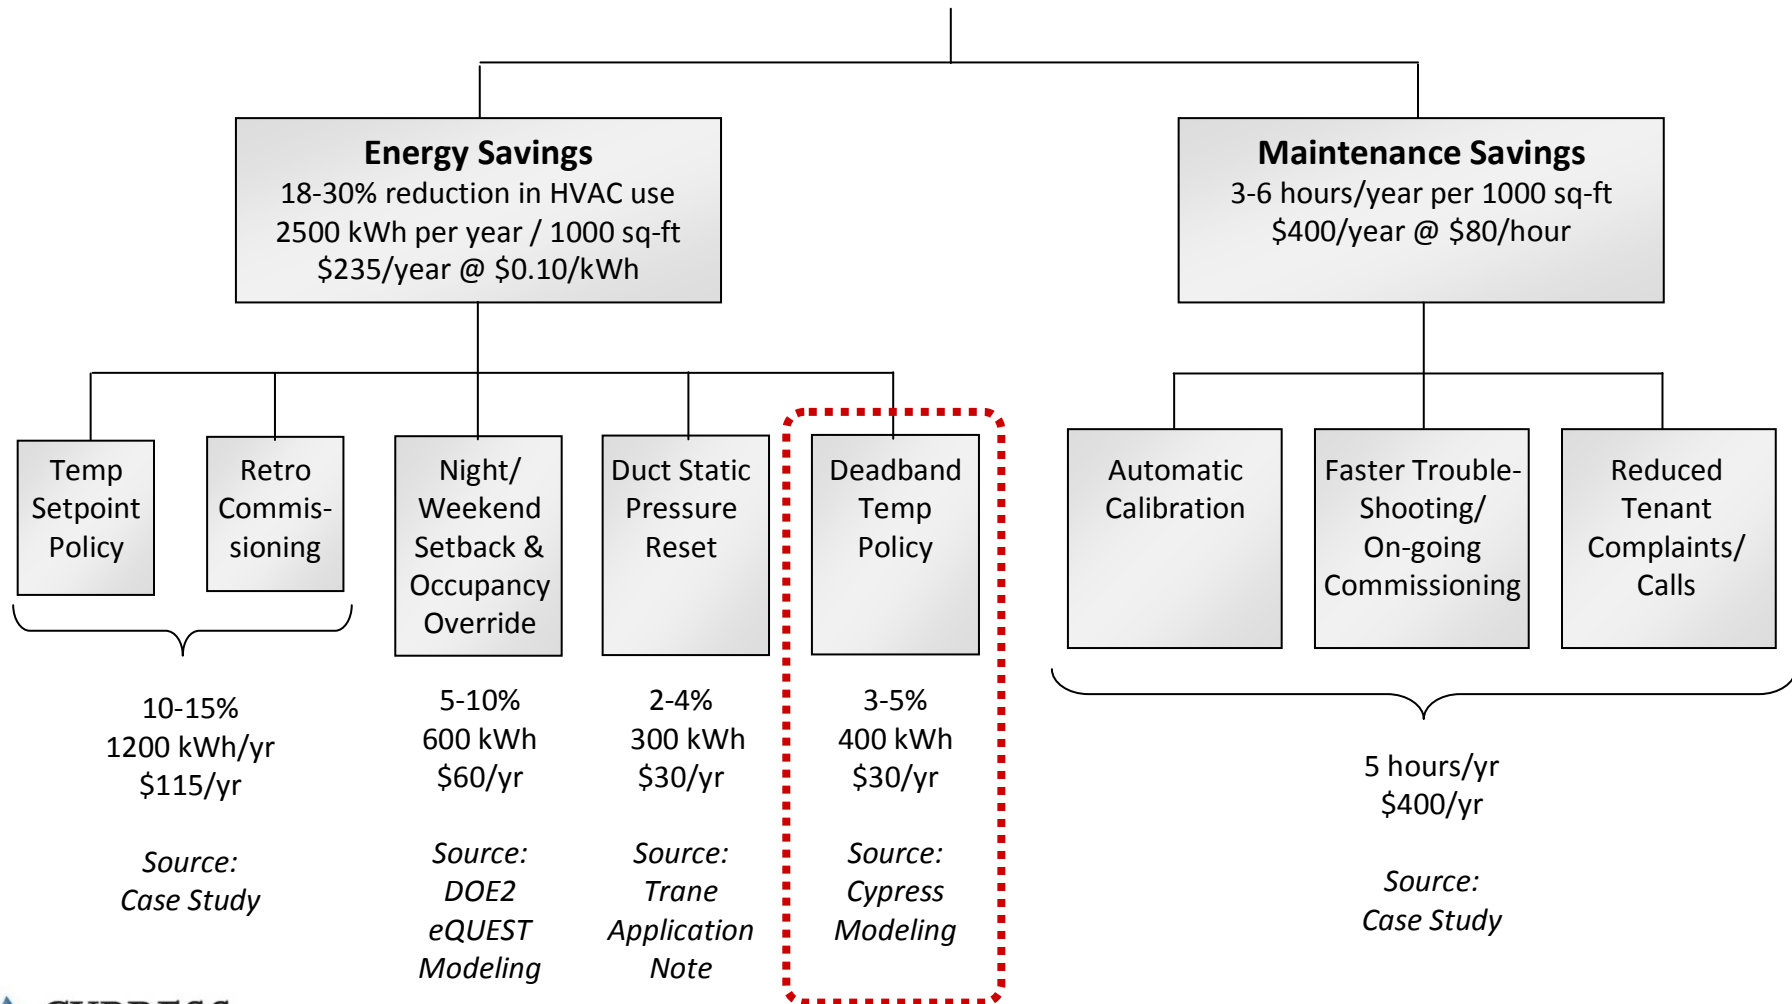 Energy Savings
18-30% reduction in HVAC use
2500 kWh per year / 1000 sq-ft
$235/year @ $0.10/kWh
Maintenance Savings
3-6 hours/year per 1000 sq-ft
$400/year @ $80/hour
Temp
Setpoint
Policy
Retro
Commis-
sioning
Night/
Weekend
Setback &
Occupancy
Override
Duct Static
Pressure
Reset
Deadband
Temp
Policy
Automatic
Calibration
Faster Trouble-
Shooting/
On-going
Commissioning
Reduced
Tenant
Complaints/
Calls
10-15%
1200 kWh/yr
$115/yr
Source:
Case Study
5-10%
600 kWh
$60/yr
Source:
DOE2
eQUEST
Modeling
2-4%
300 kWh
$30/yr
Source:
Trane
Application
Note
3-5%
400 kWh
$30/yr
Source:
Cypress
Modeling
5 hours/yr
$400/yr
Source:
Case Study
CYPRESS